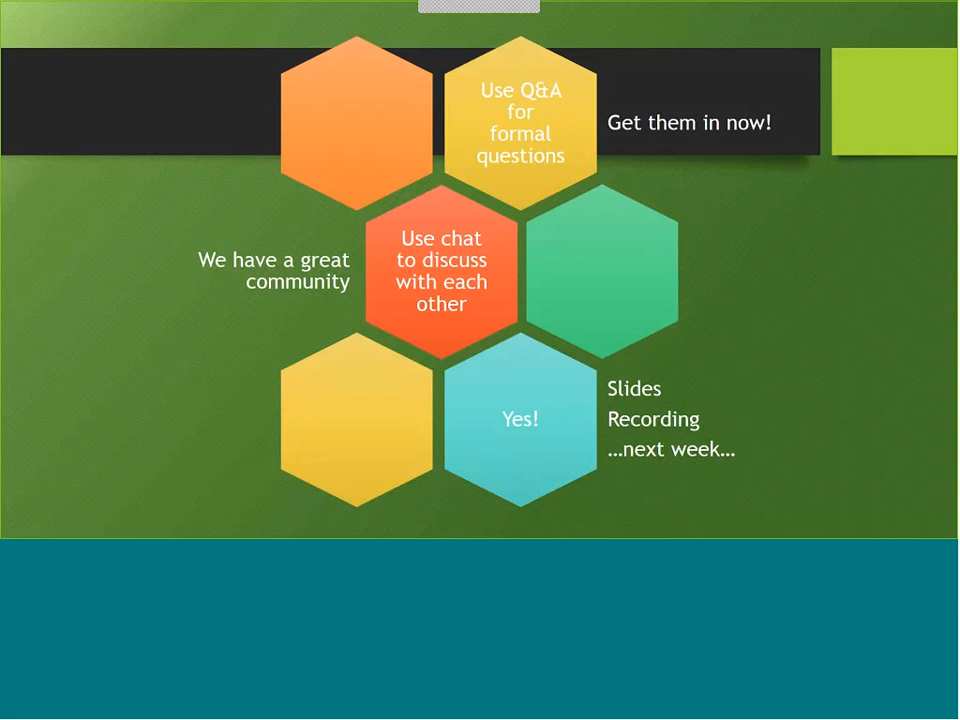 Use Q&A
for
formal
questions
Get them in now!
We have a great
community
Use chat
to discuss
with each
other
Yes!
Slides
Recording
…next week…